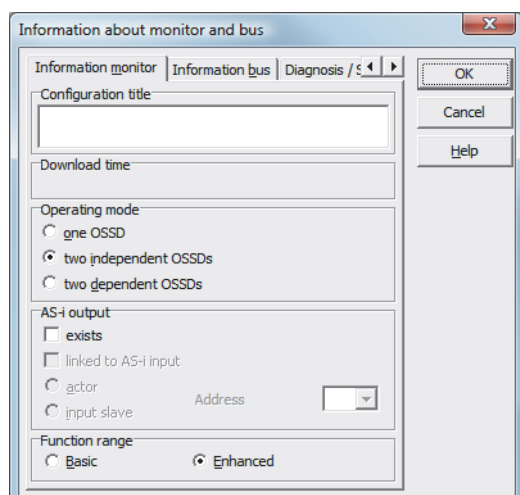 Information about monitor and bus
Information monitor Information bus Diagnosis / S
OK
Configuration title
Cancel
Help
Download time
Operating mode
one OSSD
two independent OSSDs
two dependent OSSDs
AS-i output
exists
linked to AS-i input
actor
Address
input slave
Function range
Basic Enhanced